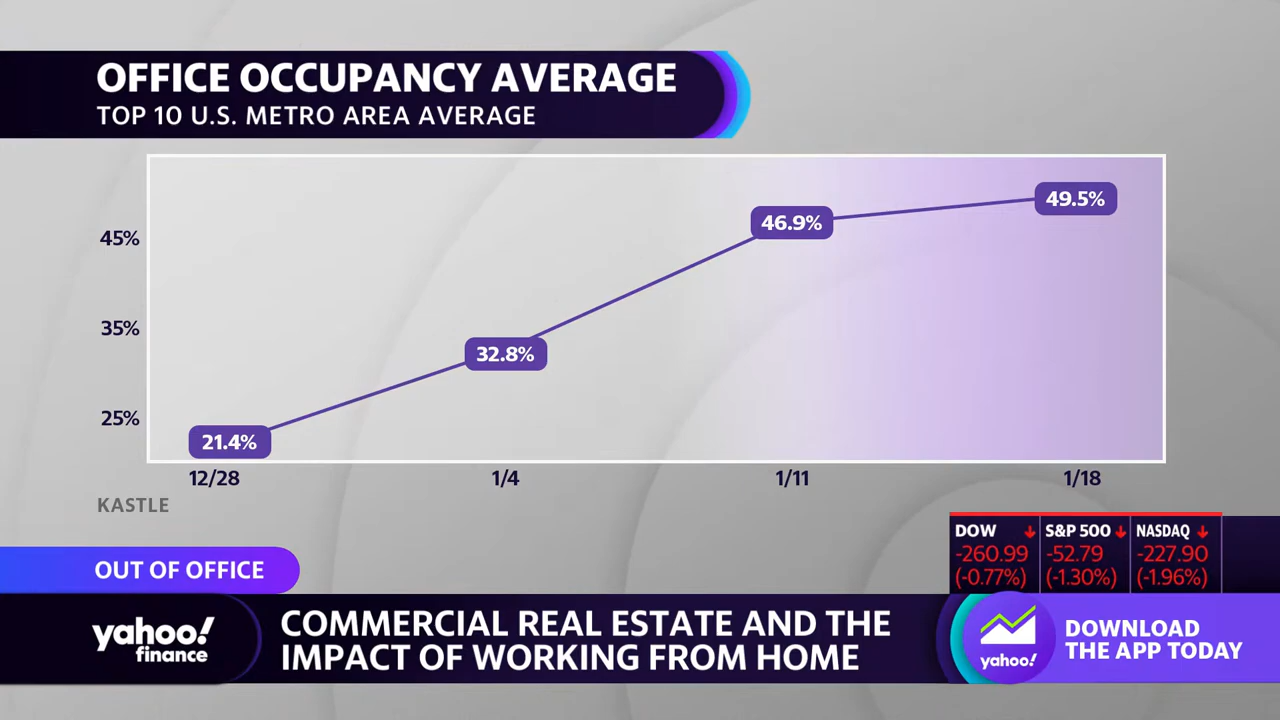 OFFICE OCCUPANCY AVERAGE
TOP 10 U.S. METRO AREA AVERAGE
45%
35%
25%
21.4%
32.8%
46.9%
49.5%
12/28
1/4
1/11
1/18
KASTLE
OUT OF OFFICE
DOW
-260.99
(-0.77%)
S&P 500
-52.79
(-1.30%)
NASDAQ
-227.90
(-1.96%)
yahoo!
finance
COMMERCIAL REAL ESTATE AND THE
IMPACT OF WORKING FROM HOME
yahoo!
DOWNLOAD
THE APP TODAY